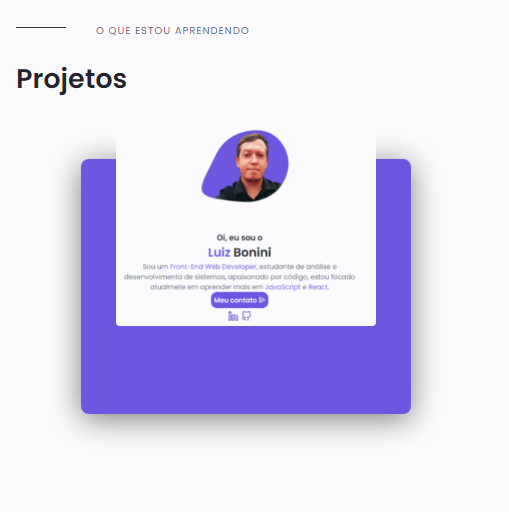 O QUE ESTOU APRENDENDO
Projetos
Oi, eu sou o
Luiz Bonini
Sou um Front-End Web Developer, estudante de análise e
desenvolvimento de sistemas, apaixonado por código, estou focado
atualmete em aprender mais em JavaScript e React.
Meu contato